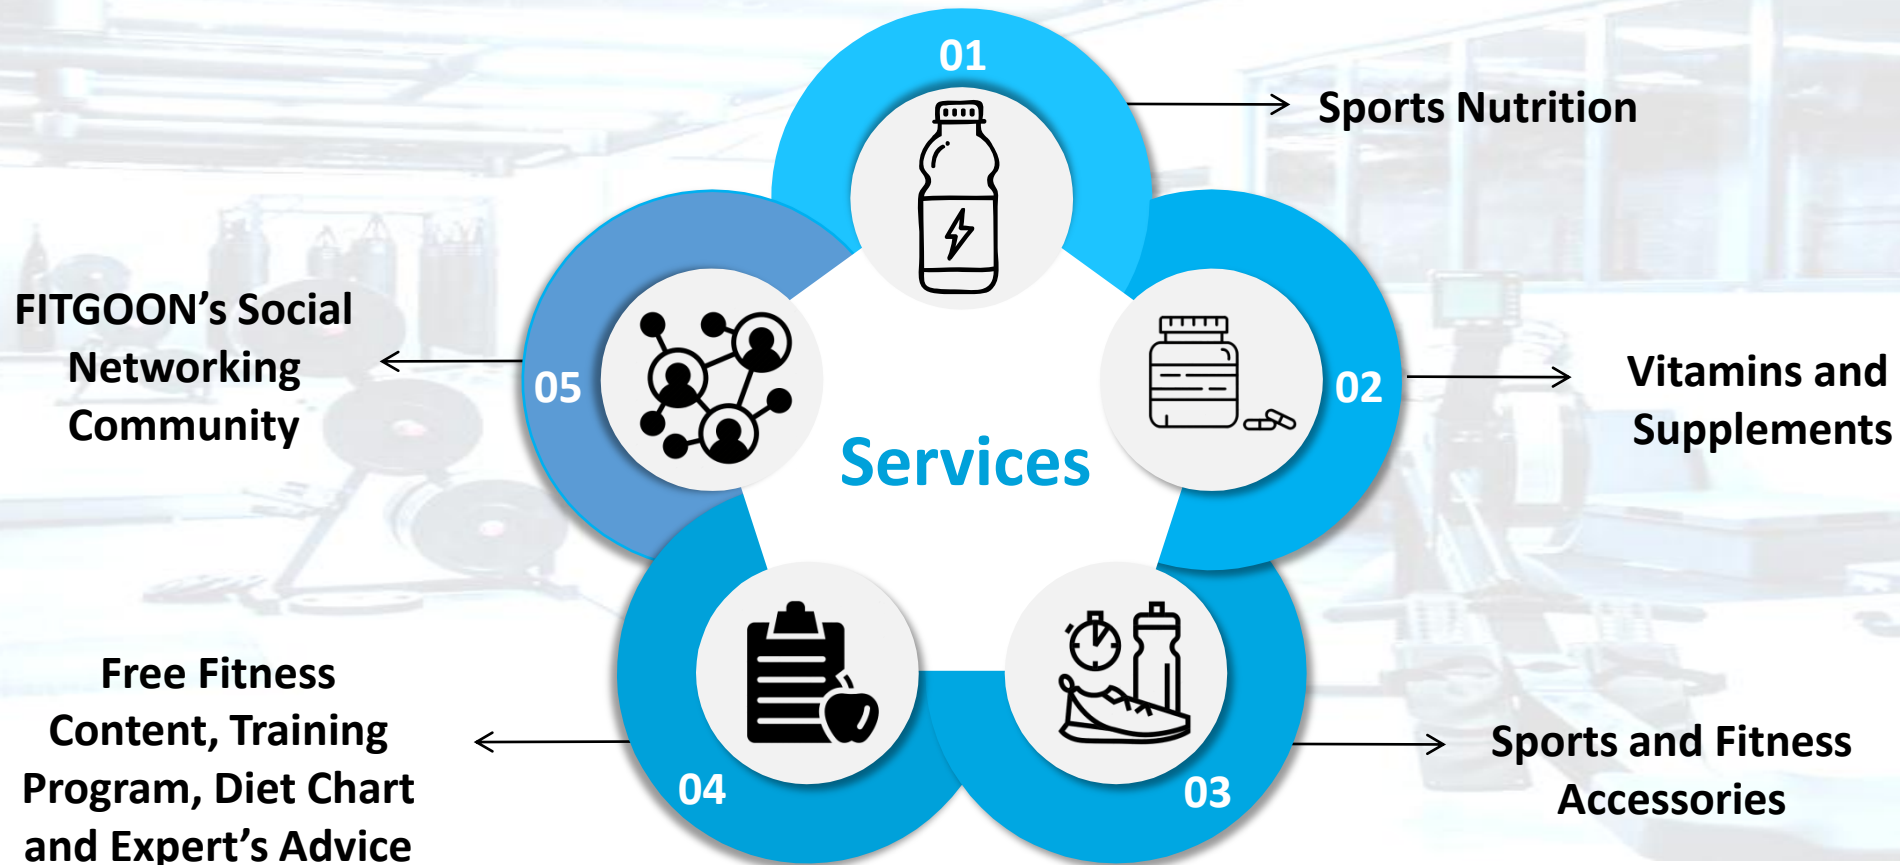 01
Sports Nutrition
02
Vitamins and
Supplements
03
Sports and Fitness
Accessories
04
Free Fitness
Content, Training
Program, Diet Chart
and Expert’s Advice
05
FITGOON’s Social
Networking
Community
Services